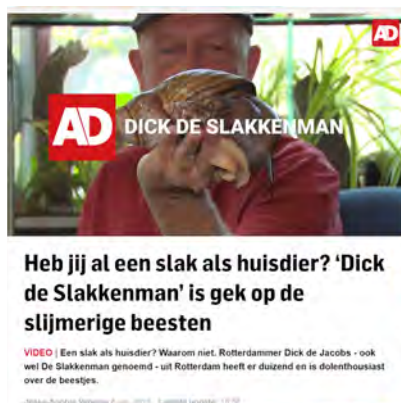 AD
AD DICK DE SLAKKENMAN
Heb jij al een slak als huisdier? ‘Dick
de Slakkenman’ is gek op de
slijmerige beesten
VIDEO | Een slak als huisdier? Waarom niet. Rotterdammer Dick de Jacobs - ook
wel De Slakkenman genoemd - uit Rotterdam heeft er duizend en is dolenthousiast
over de beestjes.